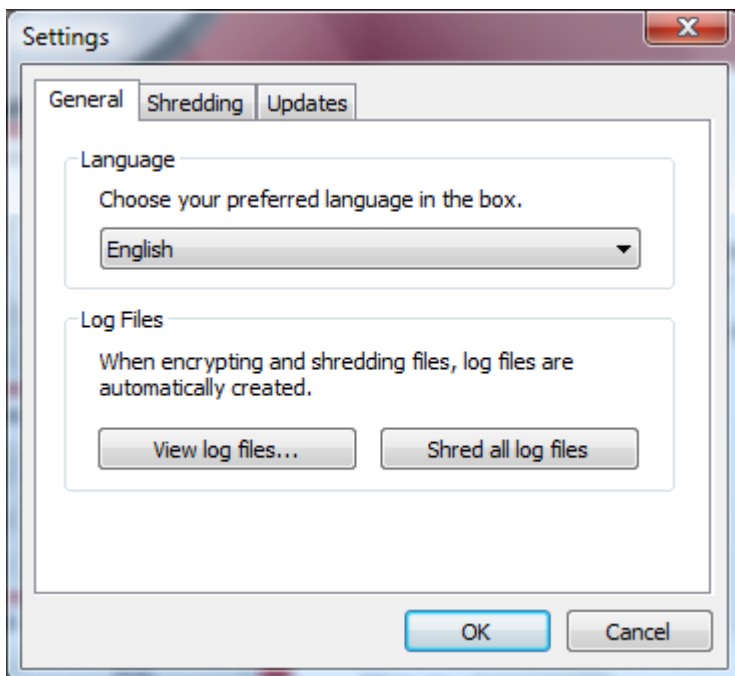 Settings
General Shredding Updates
Language
Choose your preferred language in the box.
English
Log Files
When encrypting and shredding files, log files are
automatically created.
View log files... Shred all log files
OK Cancel